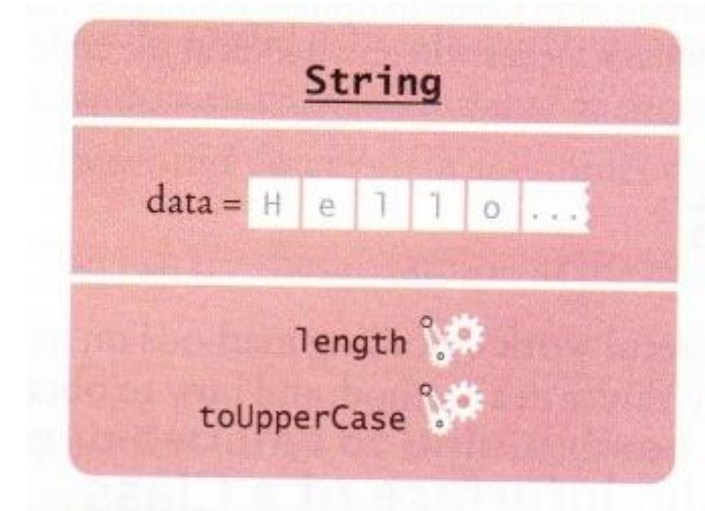 String
data = H e l l o ...
length
toUpperCase